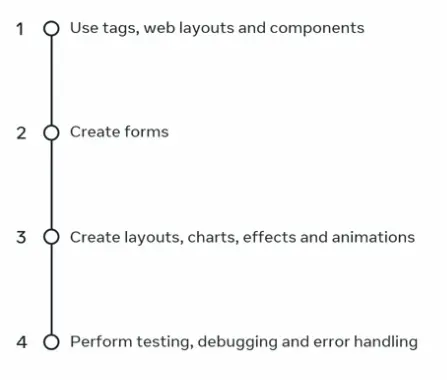 1 Use tags, web layouts and components
2 Create forms
3 Create layouts, charts, effects and animations
4 Perform testing, debugging and error handling